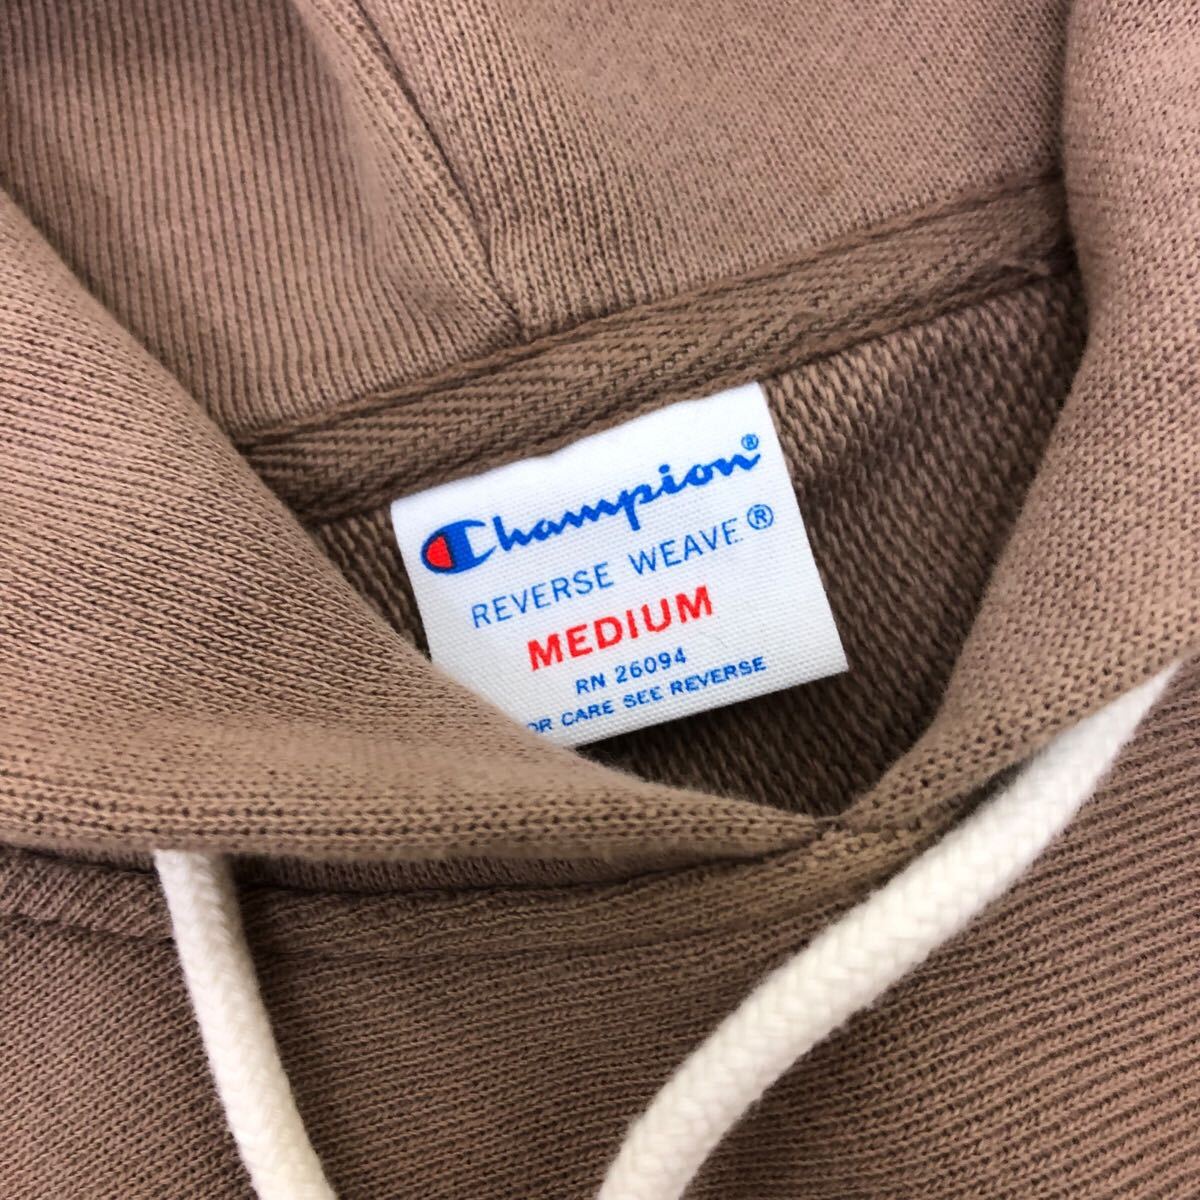 Champion®
REVERSE WEAVE®
MEDIUM
RN 26094
OR CARE SEE REVERSE